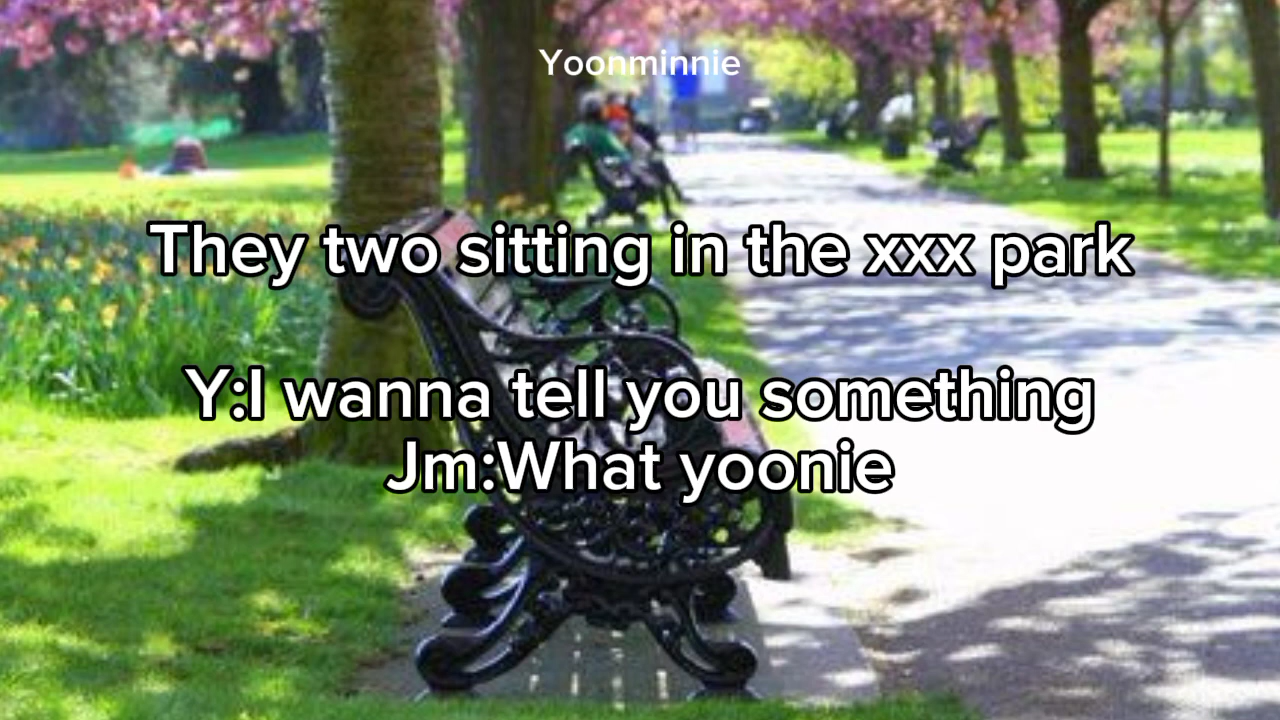 Yoonminnie
They two sitting in the xxx park
Y:I wanna tell you something
Jm:What yoonie